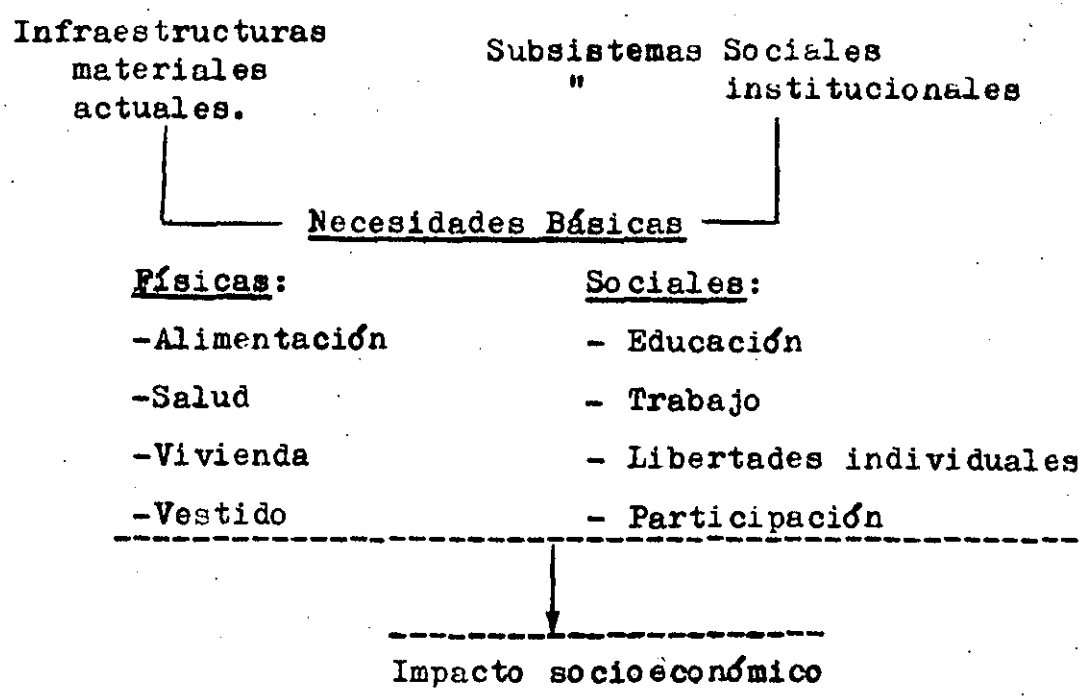 Infraestructuras
materiales
actuales.
Subsistemas Sociales
" institucionales
Necesidades Básicas
Físicas:
Sociales:
-Alimentación
- Educación
-Salud
- Trabajo
-Vivienda
- Libertades individuales
-Vestido
- Participación
Impacto socioeconómico